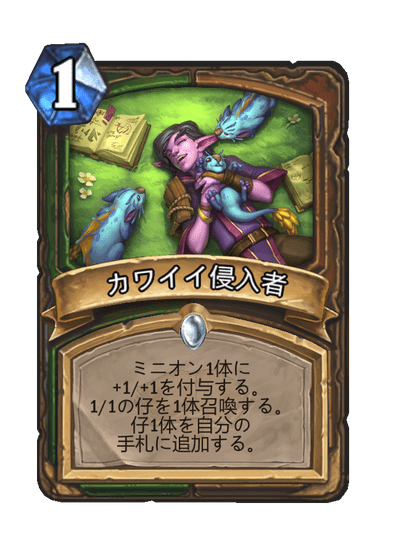 1
カワイイ侵入者
ミニオン1体に
+1/+1を付与する。
1/1の仔を1体召喚する。
仔1体を自分の
手札に追加する。